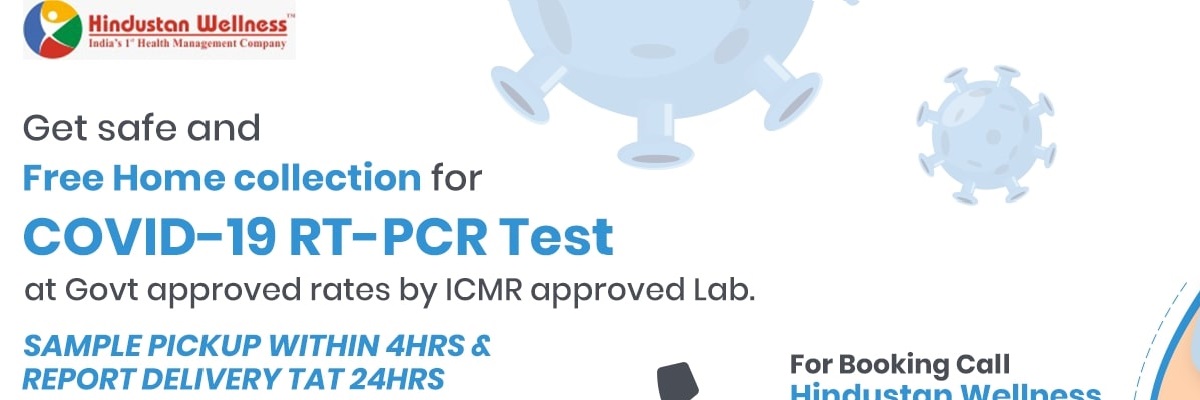 Hindustan Wellness™
India's 1st Health Management Company
Get safe and
Free Home collection for
COVID-19 RT-PCR Test
at Govt approved rates by ICMR approved Lab.
SAMPLE PICKUP WITHIN 4HRS &
REPORT DELIVERY TAT 24HRS
For Booking Call
Hindustan Wellness